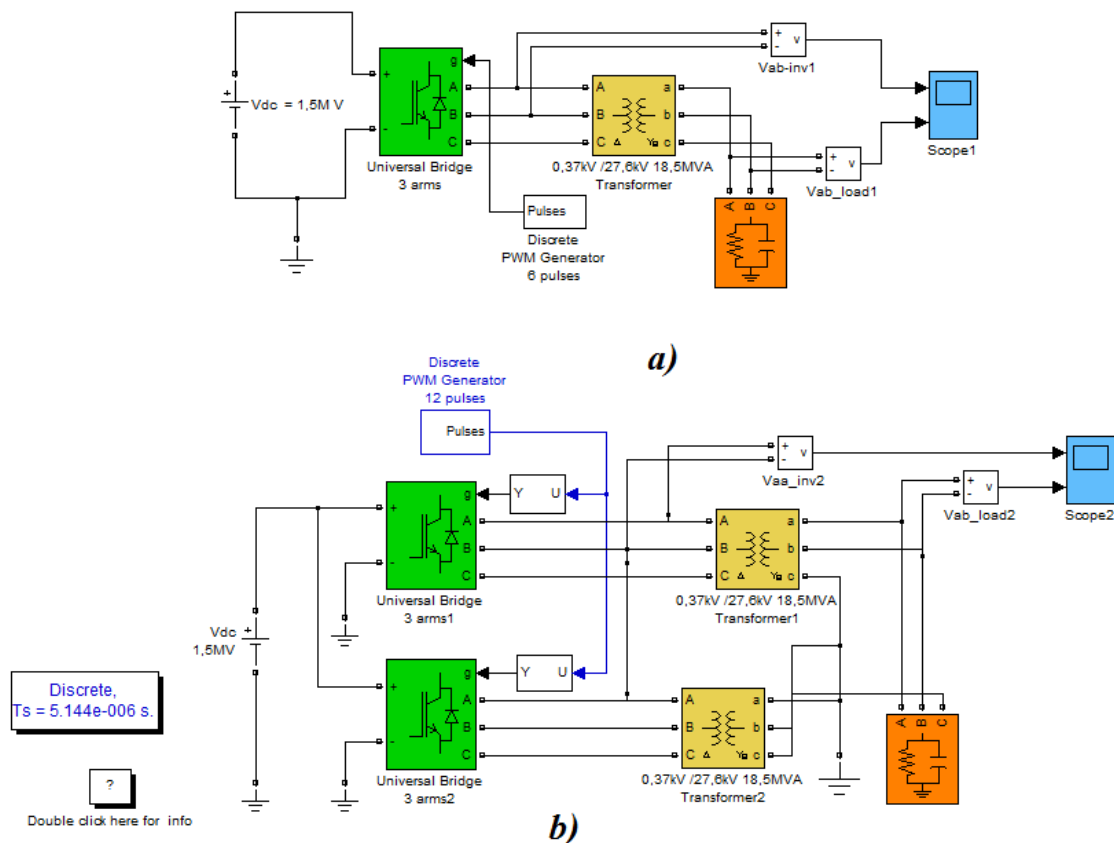 Vdc = 1,5M V
+
-
g
A
B
C
Universal Bridge
3 arms
A
B
C
a
b
c
Δ
Y
0,37kV /27,6kV 18,5MVA
Transformer
Pulses
Discrete
PWM Generator
6 pulses
+
-
v
Vab-inv1
+
-
v
Vab_load1
Scope1
A
B
C
a)
Discrete
PWM Generator
12 pulses
Pulses
Y
U
+
-
g
A
B
C
Universal Bridge
3 arms1
A
B
C
a
b
c
Δ
Y
0,37kV /27,6kV 18,5MVA
Transformer1
+
-
v
Vaa_inv2
+
-
v
Vab_load2
Scope2
Vdc
1,5MV
+
Y
U
+
-
g
A
B
C
Universal Bridge
3 arms2
A
B
C
a
b
c
Δ
Y
0,37kV /27,6kV 18,5MVA
Transformer2
A
B
C
Discrete,
Ts = 5.144e-006 s.
?
Double click here for info
b)